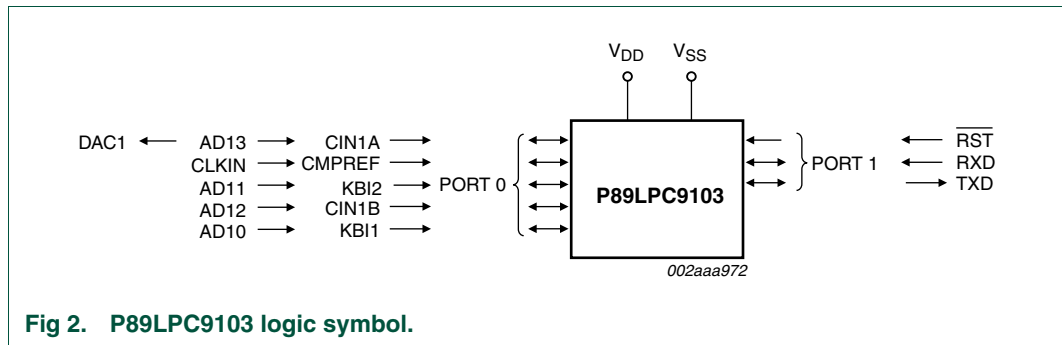 VDD VSS
DAC1 AD13 CIN1A RST
CLKIN CMPREF PORT 1 RXD
AD11 KBI2 PORT 0 TXD
P89LPC9103
AD12 CIN1B
AD10 KBI1
002aaa972
Fig 2. P89LPC9103 logic symbol.